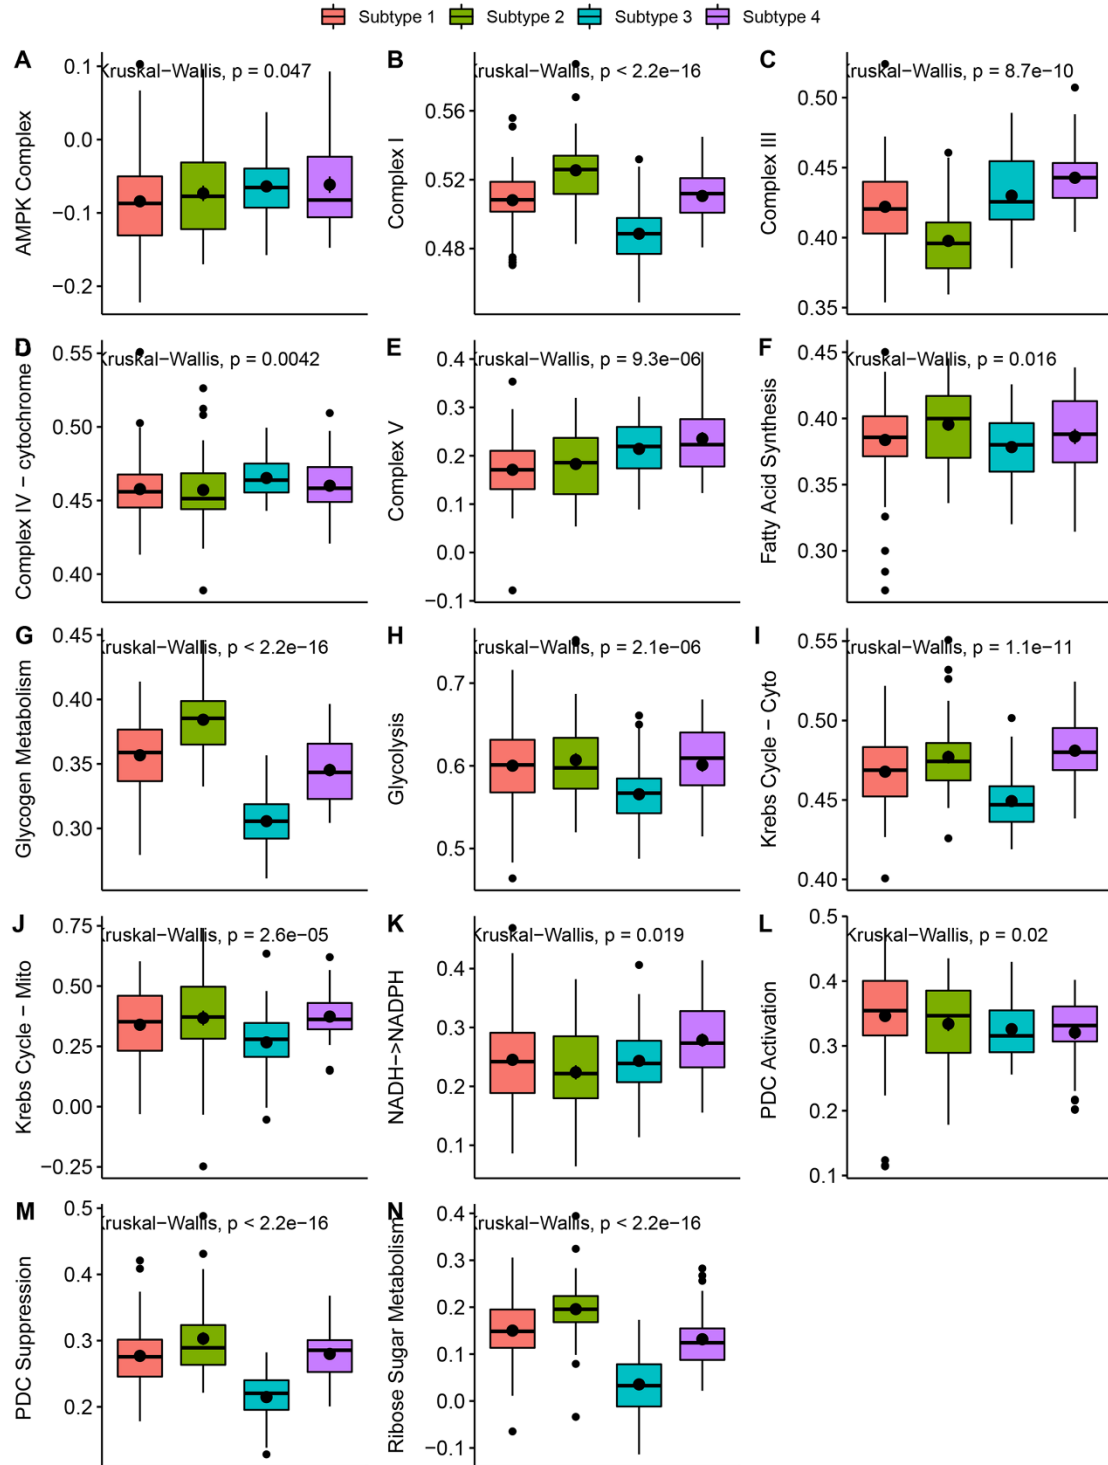 Subtype 1 Subtype 2 Subtype 3 Subtype 4
A
Kruskal−Wallis, p = 0.047
AMPK Complex
0.1
0.0
−0.1
−0.2
B
Kruskal−Wallis, p < 2.2e−16
Complex I
0.56
0.52
0.48
C
Kruskal−Wallis, p = 8.7e−10
Complex III
0.50
0.45
0.40
0.35
D
Kruskal−Wallis, p = 0.0042
Complex IV − cytochrome
0.55
0.50
0.45
0.40
E
Kruskal−Wallis, p = 9.3e−06
Complex V
0.4
0.3
0.2
0.1
0.0
−0.1
F
Kruskal−Wallis, p = 0.016
Fatty Acid Synthesis
0.45
0.40
0.35
0.30
G
Kruskal−Wallis, p < 2.2e−16
Glycogen Metabolism
0.45
0.40
0.35
0.30
H
Kruskal−Wallis, p = 2.1e−06
Glycolysis
0.7
0.6
0.5
I
Kruskal−Wallis, p = 1.1e−11
Krebs Cycle − Cyto
0.55
0.50
0.45
0.40
J
Kruskal−Wallis, p = 2.6e−05
Krebs Cycle − Mito
0.75
0.50
0.25
0.00
−0.25
K
Kruskal−Wallis, p = 0.019
NADH−>NADPH
0.4
0.3
0.2
0.1
L
Kruskal−Wallis, p = 0.02
PDC Activation
0.5
0.4
0.3
0.2
0.1
M
Kruskal−Wallis, p < 2.2e−16
PDC Suppression
0.5
0.4
0.3
0.2
N
Kruskal−Wallis, p < 2.2e−16
Ribose Sugar Metabolism
0.4
0.3
0.2
0.1
0.0
−0.1